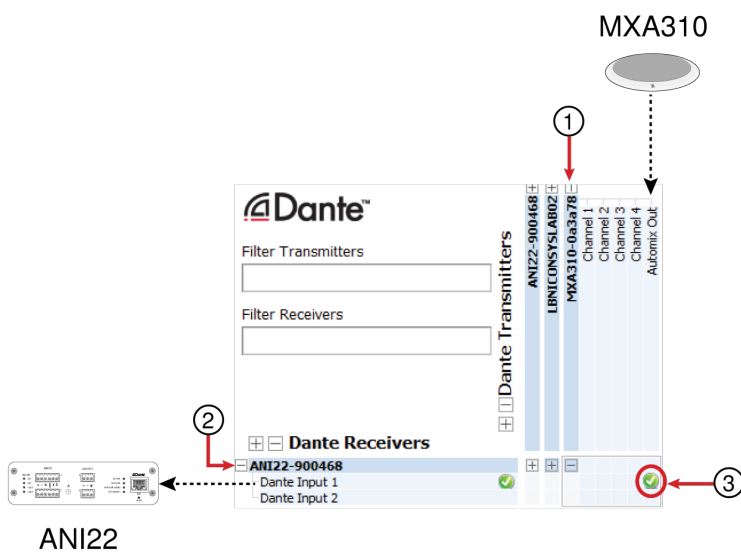 MXA310
1
Dante™
Filter Transmitters
Filter Receivers
Dante Transmitters
ANI22-900468
LBNICONSYSLAB02
MXA310-0a3a78
Channel 1
Channel 2
Channel 3
Channel 4
Automix Out
2
Dante Receivers
ANI22-900468
Dante Input 1
Dante Input 2
3
ANI22